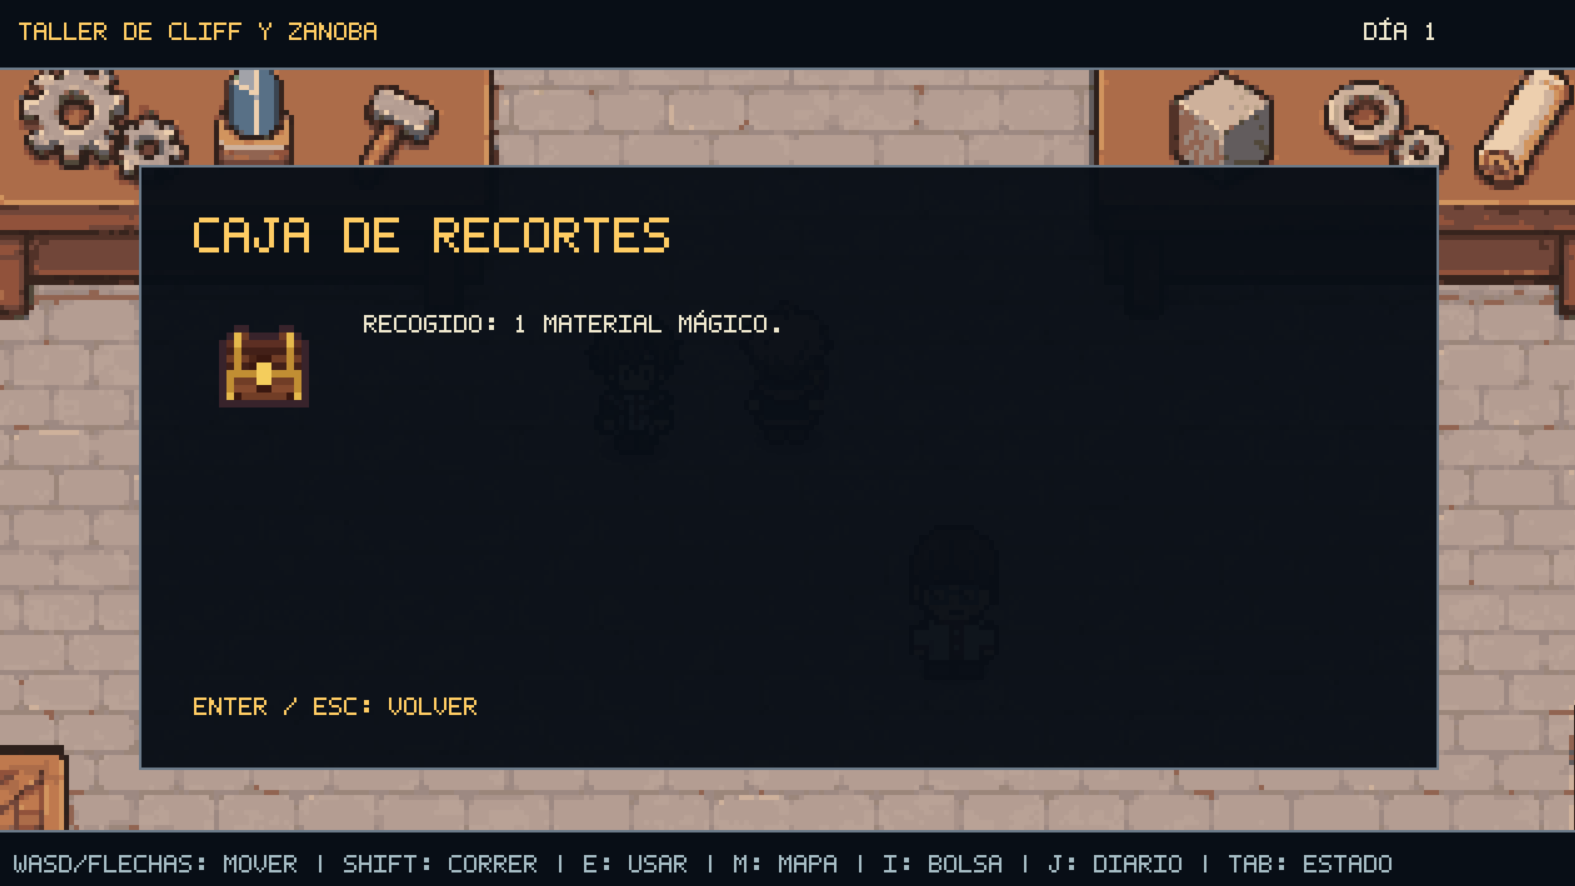 TALLER DE CLIFF Y ZANOBA
DÍA 1
CAJA DE RECORTES
RECOGIDO: 1 MATERIAL MÁGICO.
ENTER / ESC: VOLVER
WASD/FLECHAS: MOVER | SHIFT: CORRER | E: USAR | M: MAPA | I: BOLSA | J: DIARIO | TAB: ESTADO